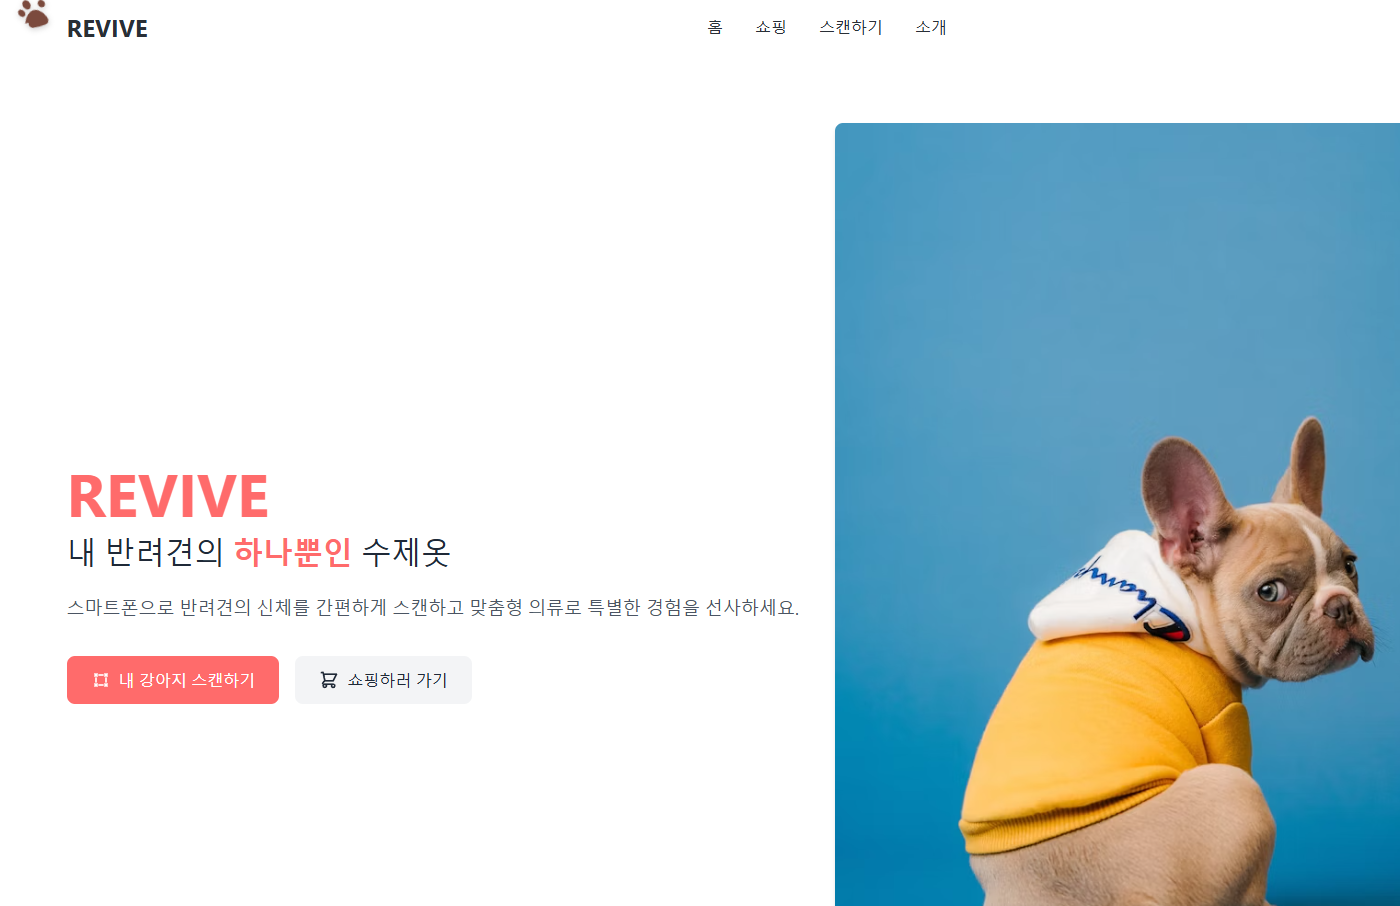 REVIVE
홈 쇼핑 스캔하기 소개
REVIVE
내 반려견의 하나뿐인 수제옷
스마트폰으로 반려견의 신체를 간편하게 스캔하고 맞춤형 의류로 특별한 경험을 선사하세요.
내 강아지 스캔하기 쇼핑하러 가기